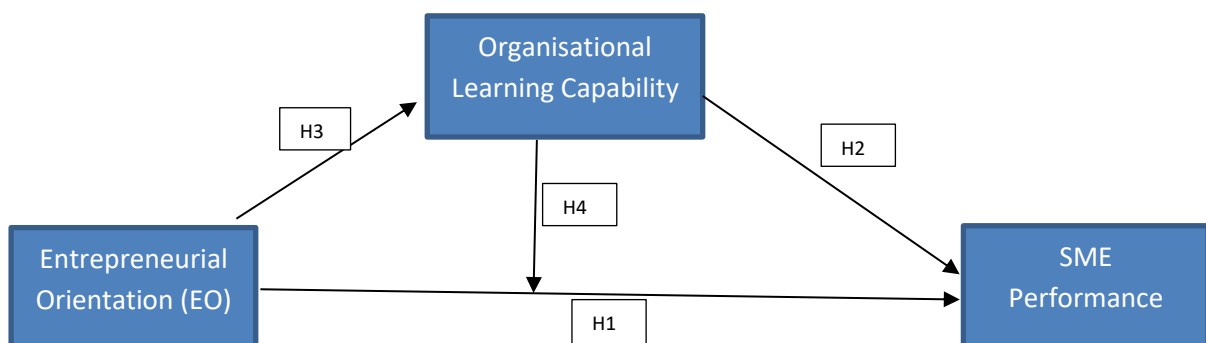 Organisational
Learning Capability
H3
H2
H4
Entrepreneurial
Orientation (EO)
SME
Performance
H1